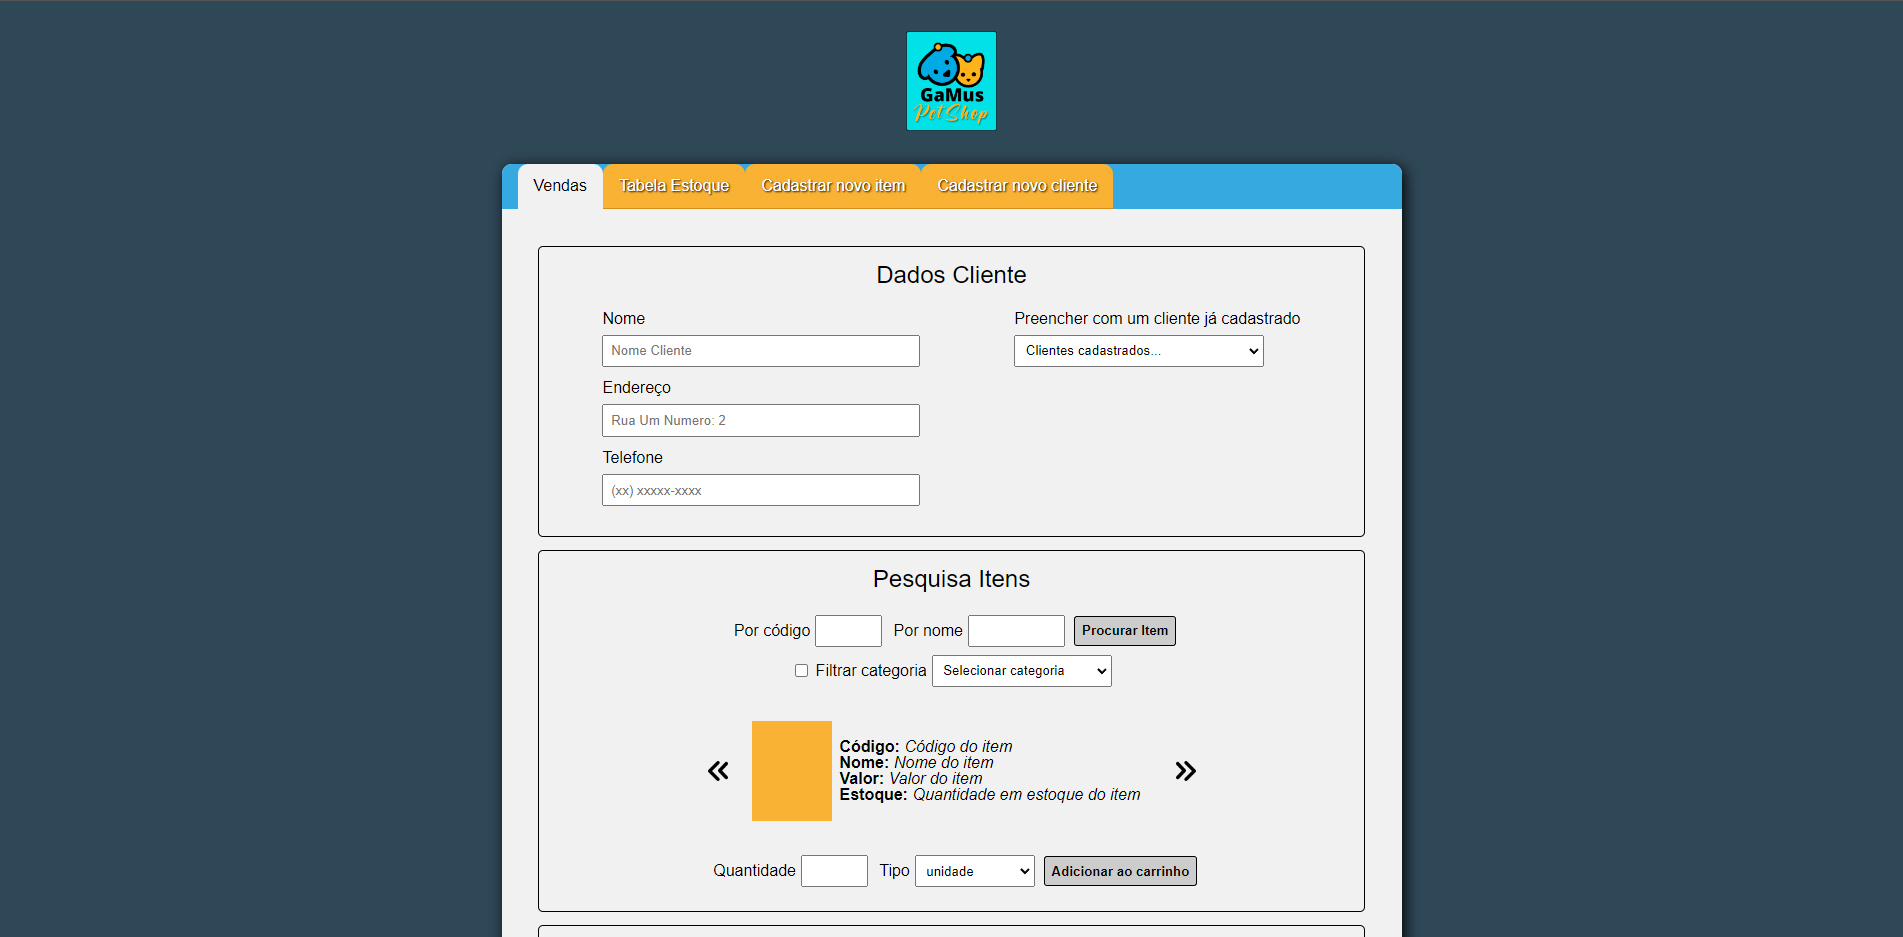 GaMus
Pet Shop
Vendas
Tabela Estoque
Cadastrar novo item
Cadastrar novo cliente
Dados Cliente
Nome
Preencher com um cliente já cadastrado
Nome Cliente
Clientes cadastrados...
Endereço
Rua Um Numero: 2
Telefone
(xx) xxxxx-xxxx
Pesquisa Itens
Por código
Por nome
Procurar Item
Filtrar categoria
Selecionar categoria
Código: Código do item
Nome: Nome do item
Valor: Valor do item
Estoque: Quantidade em estoque do item
Quantidade
Tipo
unidade
Adicionar ao carrinho